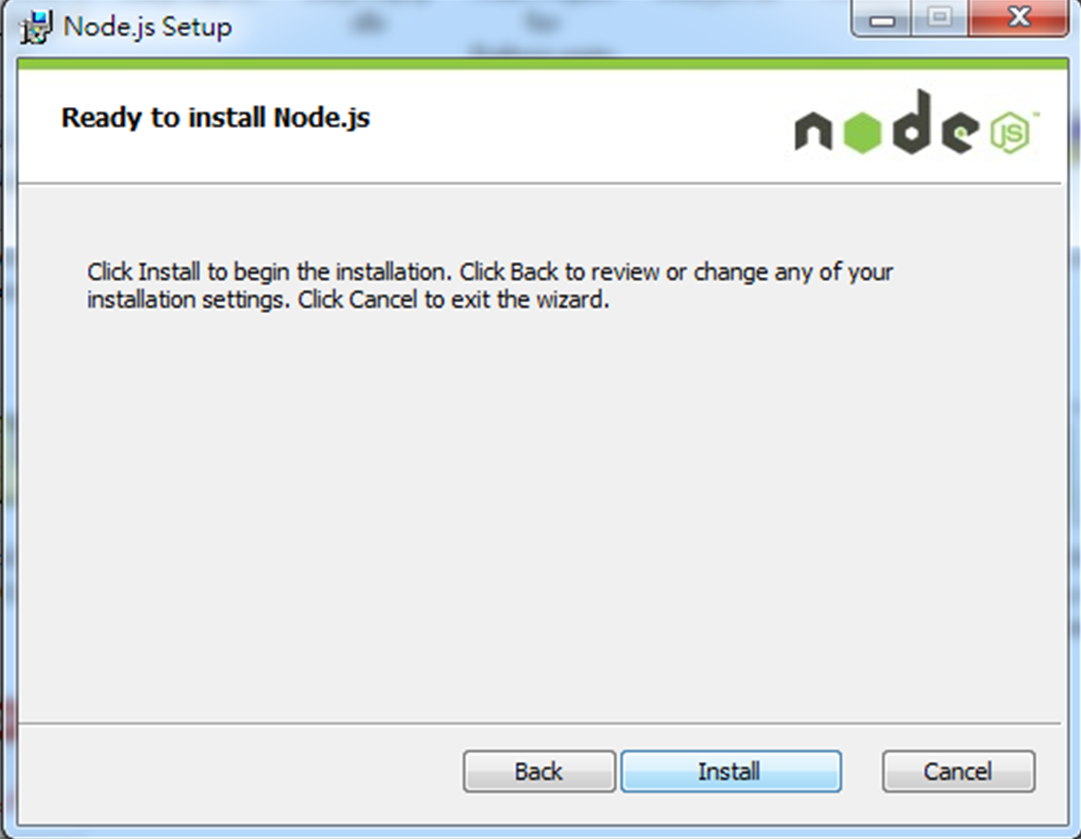 Node.js Setup
Ready to install Node.js
node JS™
Click Install to begin the installation. Click Back to review or change any of your
installation settings. Click Cancel to exit the wizard.
Back
Install
Cancel